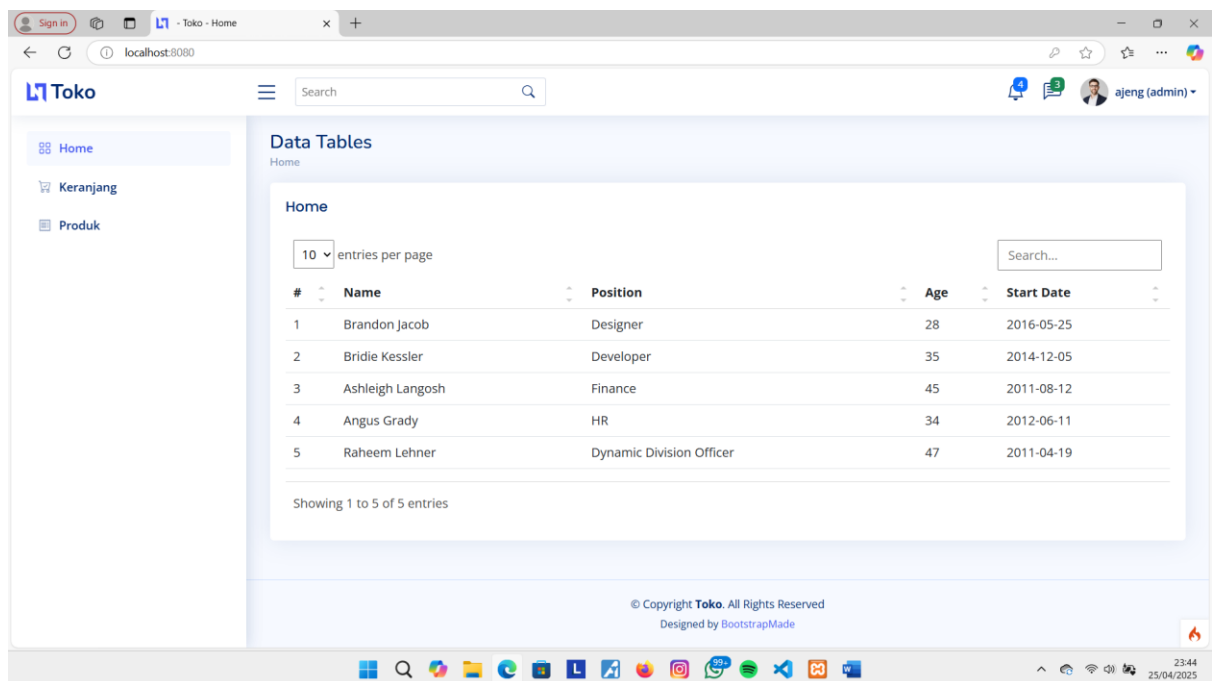 Sign in
- Toko - Home
localhost:8080
Toko
Search
4
3
ajeng (admin)
Home
Keranjang
Produk
Data Tables
Home
Home
10 entries per page
Search...
# Name Position Age Start Date
1 Brandon Jacob Designer 28 2016-05-25
2 Bridie Kessler Developer 35 2014-12-05
3 Ashleigh Langosh Finance 45 2011-08-12
4 Angus Grady HR 34 2012-06-11
5 Raheem Lehner Dynamic Division Officer 47 2011-04-19
Showing 1 to 5 of 5 entries
© Copyright Toko. All Rights Reserved
Designed by BootstrapMade
L
99+
W
23:44
25/04/2025